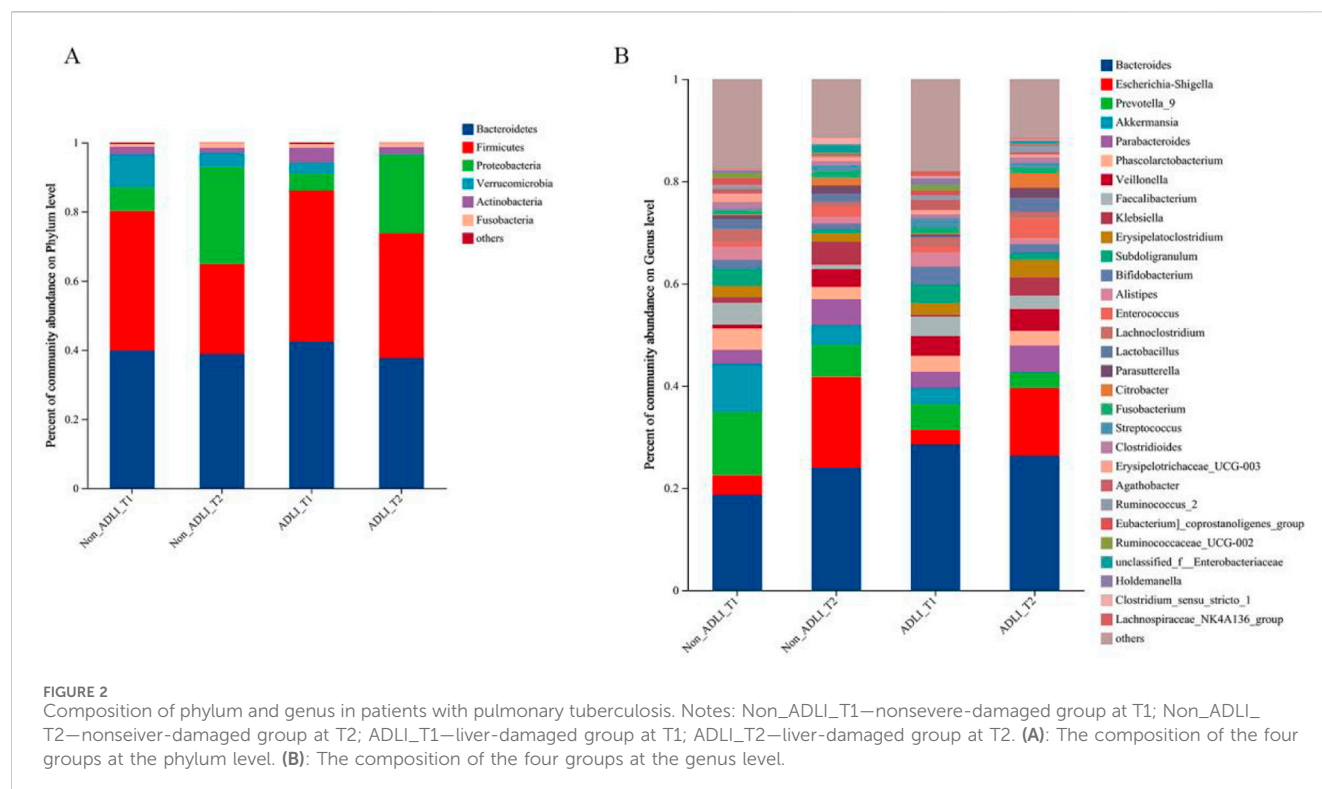 A
Percent of community abundance on Phylum level
1
0.8
0.6
0.4
0.2
0
Non_ADLI_T1
Non_ADLI_T2
ADLI_T1
ADLI_T2
Bacteroidetes
Firmicutes
Proteobacteria
Verrucomicrobia
Actinobacteria
Fusobacteria
others
B
Percent of community abundance on Genus level
1
0.8
0.6
0.4
0.2
0
Non_ADLI_T1
Non_ADLI_T2
ADLI_T1
ADLI_T2
Bacteroides
Escherichia-Shigella
Prevotella_9
Akkermansia
Parabacteroides
Phascolarctobacterium
Veillonella
Faecalibacterium
Klebsiella
Erysipelatoclostridium
Subdoligranulum
Bifidobacterium
Alistipes
Enterococcus
Lachnoclostridium
Lactobacillus
Parasutterella
Citrobacter
Fusobacterium
Streptococcus
Clostridioides
Erysipelotrichaceae_UCG-003
Agathobacter
Ruminococcus_2
Eubacterium]_coprostanoligenes_group
Ruminococcaceae_UCG-002
unclassified_f__Enterobacteriaceae
Holdemanella
Clostridium_sensu_stricto_1
Lachnospiraceae_NK4A136_group
others
FIGURE 2
Composition of phylum and genus in patients with pulmonary tuberculosis. Notes: Non_ADLI_T1—nonsevere-damaged group at T1; Non_ADLI_
T2—nonseiver-damaged group at T2; ADLI_T1—liver-damaged group at T1; ADLI_T2—liver-damaged group at T2. (A): The composition of the four
groups at the phylum level. (B): The composition of the four groups at the genus level.